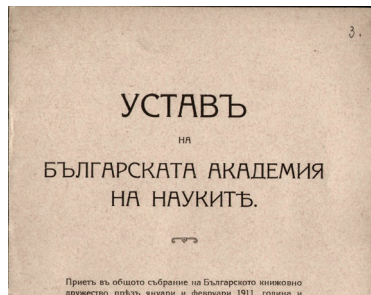 3.
УСТАВЪ
НА
БЪЛГАРСКАТА АКАДЕМИЯ
НА НАУКИТѢ.
Приетъ въ общото събрание на Българското книжовно
дружество прѣзъ януари и февруари 1911. година и